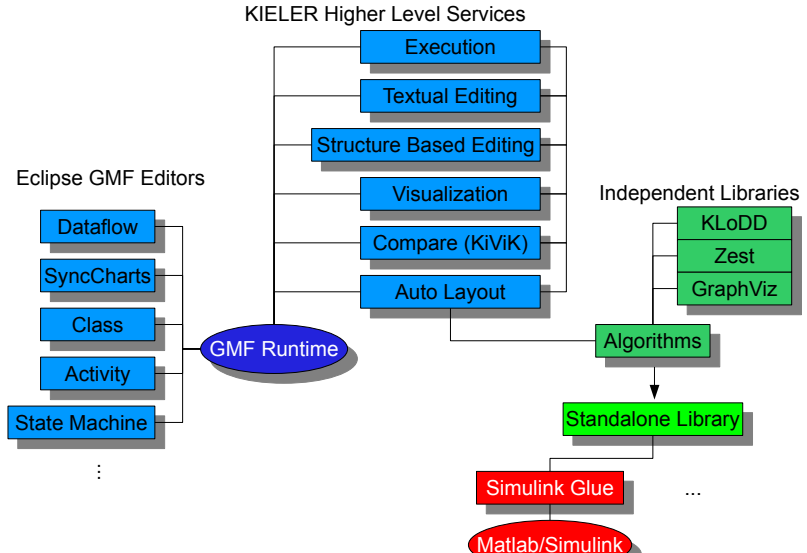 KIELER Higher Level Services
Execution
Textual Editing
Structure Based Editing
Visualization
Compare (KiViK)
Auto Layout
Eclipse GMF Editors
Dataflow
SyncCharts
Class
Activity
State Machine
...
GMF Runtime
Independent Libraries
KLoDD
Zest
GraphViz
Algorithms
Standalone Library
Simulink Glue
...
Matlab/Simulink